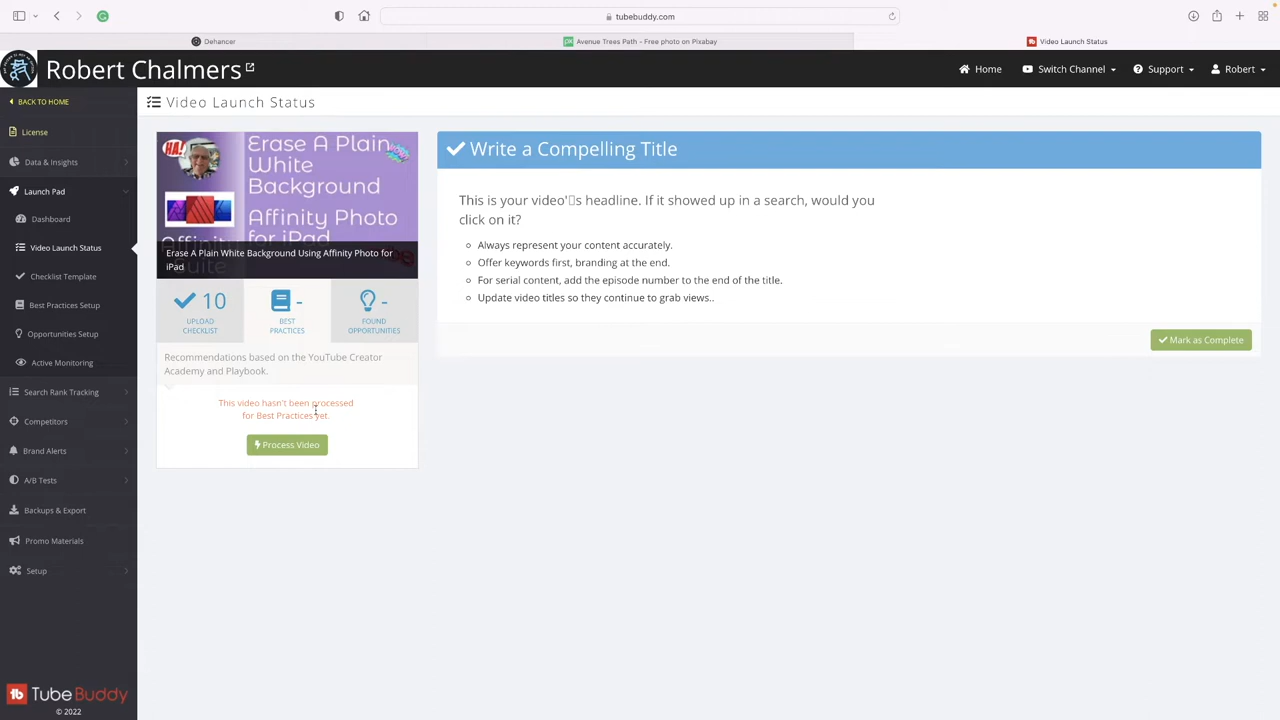 tubebuddy.com
Dehancer
Avenue Trees Path - Free photo on Pixabay
Video Launch Status
Robert Chalmers
Home
Switch Channel
Support
Robert
BACK TO HOME
License
Data & Insights
Launch Pad
Dashboard
Video Launch Status
Checklist Template
Best Practices Setup
Opportunities Setup
Active Monitoring
Search Rank Tracking
Competitors
Brand Alerts
A/B Tests
Backups & Export
Promo Materials
Setup
TubeBuddy
© 2022
Video Launch Status
HA!
Erase A Plain
White
Background
Affinity Photo
for iPad
Erase A Plain White Background Using Affinity Photo for
iPad
10
UPLOAD
CHECKLIST
-
BEST
PRACTICES
-
FOUND
OPPORTUNITIES
Recommendations based on the YouTube Creator
Academy and Playbook.
This video hasn't been processed
for Best Practices yet.
Process Video
Write a Compelling Title
This is your video'▯s headline. If it showed up in a search, would you
click on it?
Always represent your content accurately.
Offer keywords first, branding at the end.
For serial content, add the episode number to the end of the title.
Update video titles so they continue to grab views..
Mark as Complete